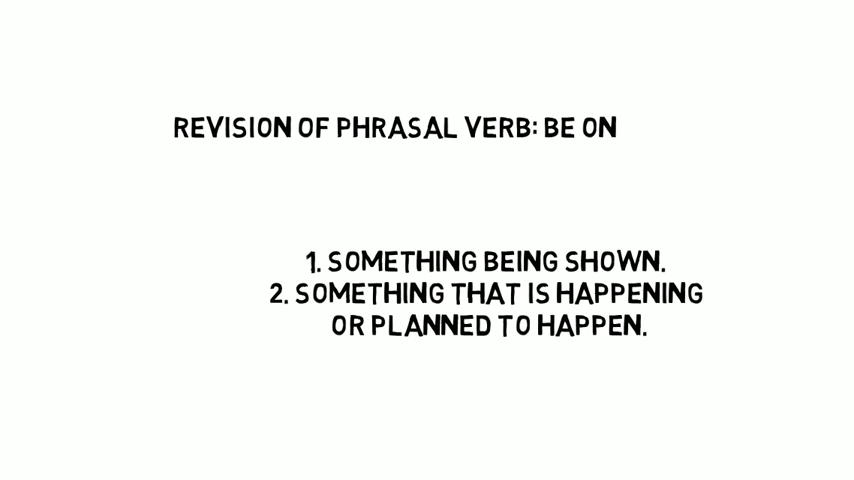 REVISION OF PHRASAL VERB: BE ON
1. SOMETHING BEING SHOWN.
2. SOMETHING THAT IS HAPPENING
OR PLANNED TO HAPPEN.